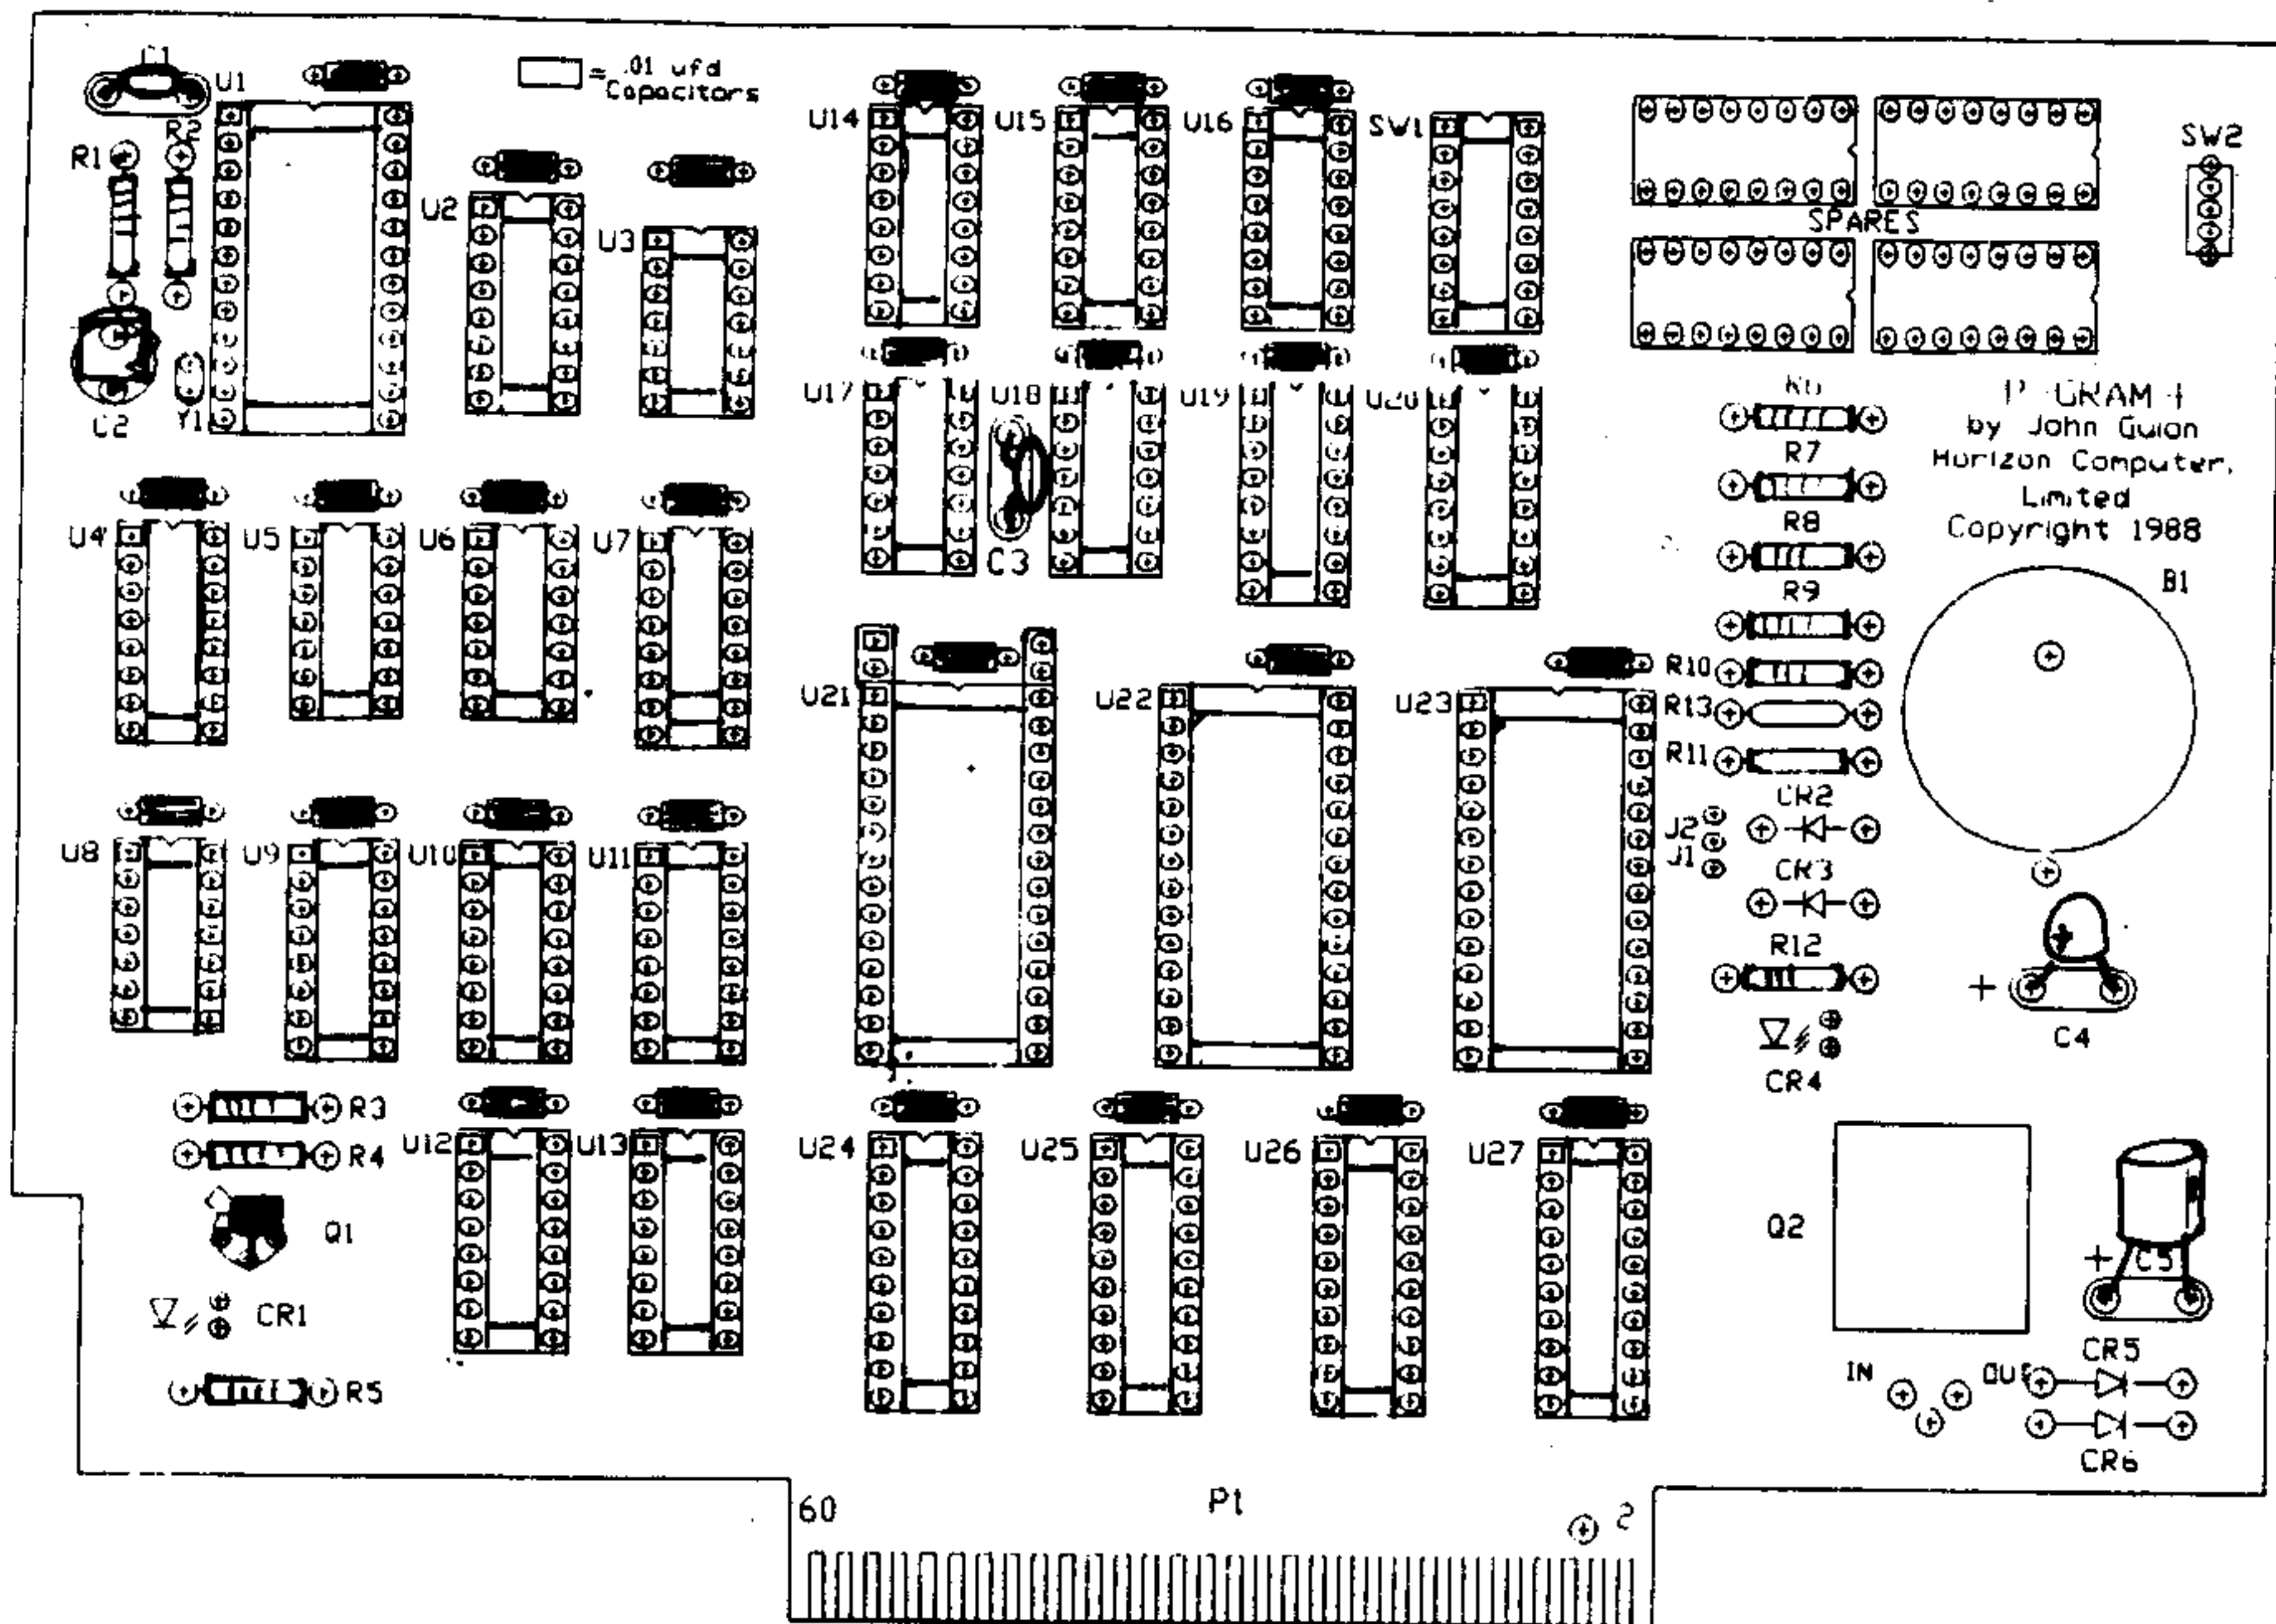 C1
U1
= .01 ufd
Capacitors
U14
U15
U16
SW1
SW2
R1
R2
U2
U3
SPARES
C2
Y1
U17
U18
U19
U20
C3
R6
R7
R8
R9
R10
R13
R11
by John Guion
Horizon Computer,
Limited
Copyright 1988
B1
U4
U5
U6
U7
U21
U22
U23
CR2
J2
J1
CR3
R12
CR4
+
C4
U8
U9
U10
U11
R3
R4
U12
U13
U24
U25
U26
U27
Q1
Q2
+
C5
CR1
R5
IN
OUT
CR5
CR6
60
P1
2